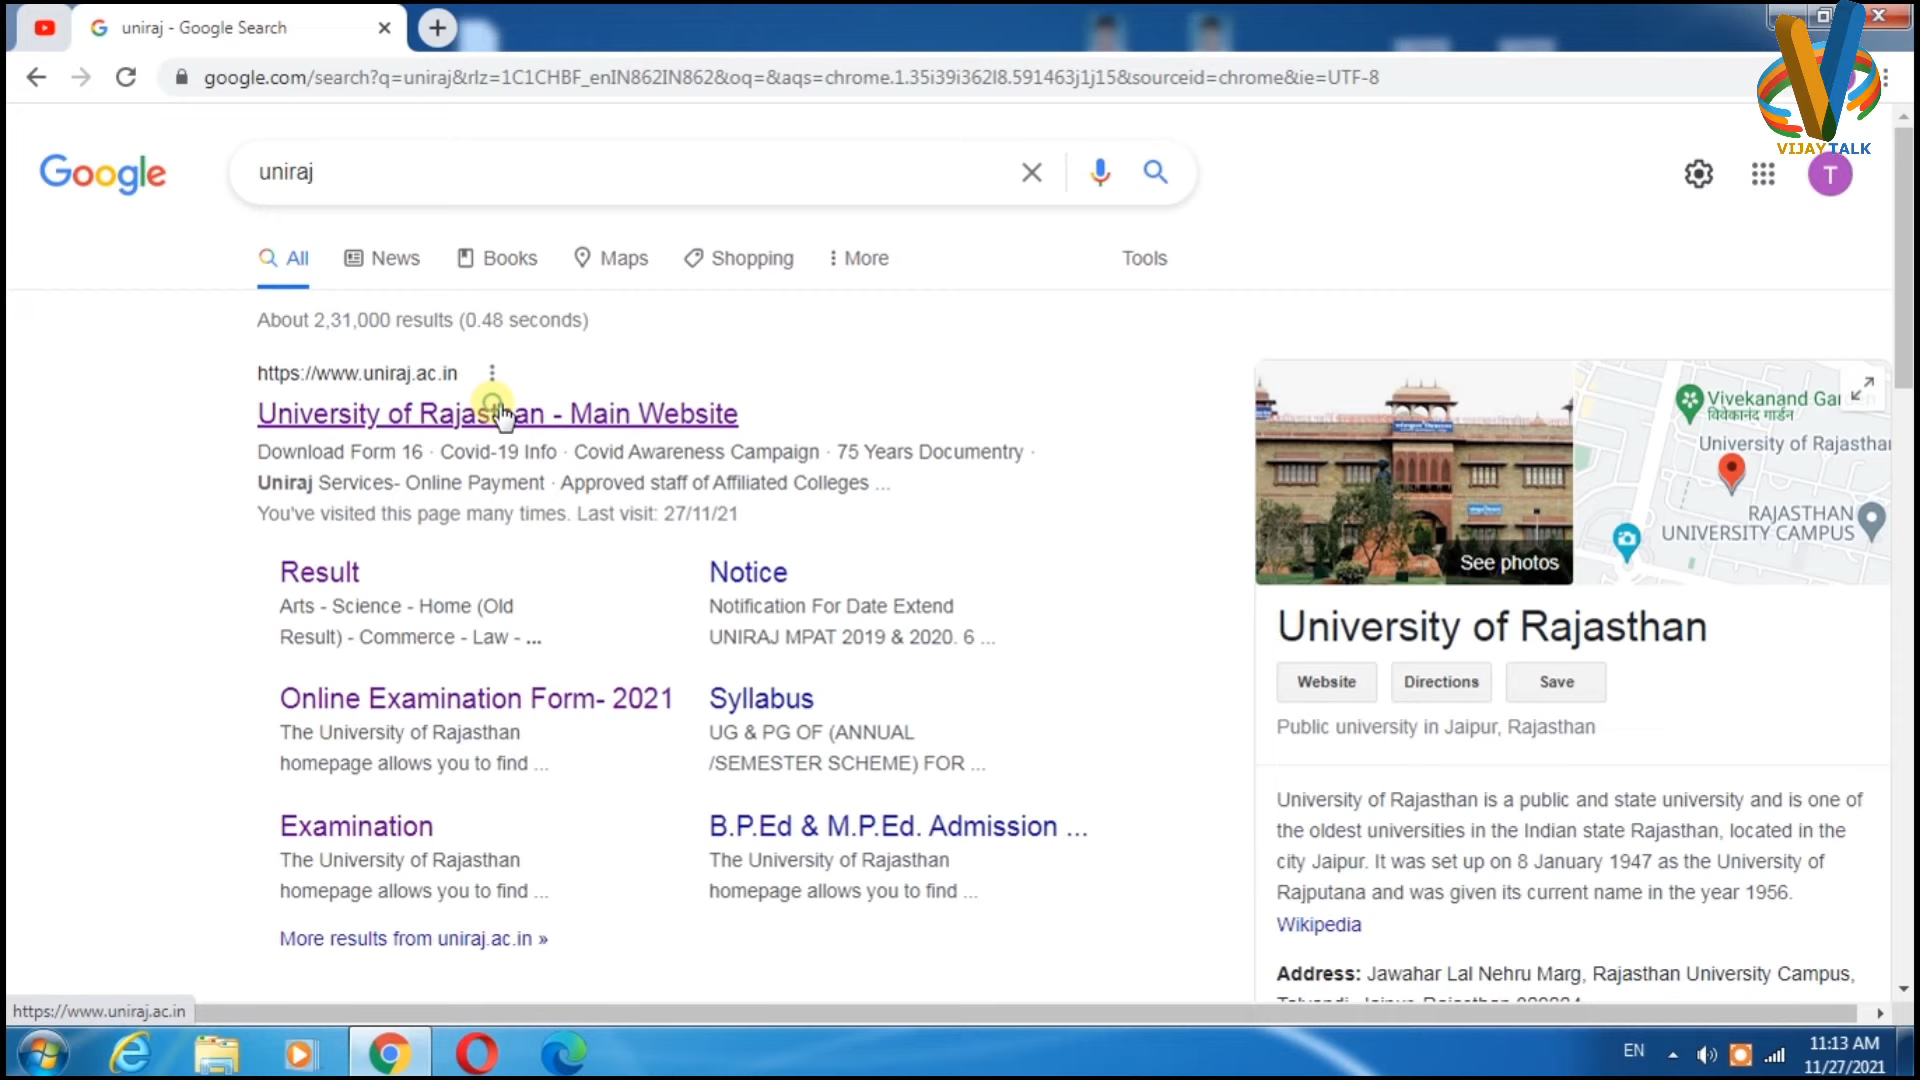 uniraj - Google Search
google.com/search?q=uniraj&rlz=1C1CHBF_enIN862IN862&oq=&aqs=chrome.1.35i39i362l8.591463j1j15&sourceid=chrome&ie=UTF-8
VIJAYTALK
Google
uniraj
T
All News Books Maps Shopping More Tools
About 2,31,000 results (0.48 seconds)
https://www.uniraj.ac.in
University of Rajasthan - Main Website
Download Form 16 · Covid-19 Info · Covid Awareness Campaign · 75 Years Documentry ·
Uniraj Services- Online Payment · Approved staff of Affiliated Colleges ...
You've visited this page many times. Last visit: 27/11/21
Result
Arts - Science - Home (Old
Result) - Commerce - Law - ...
Notice
Notification For Date Extend
UNIRAJ MPAT 2019 & 2020. 6 ...
Online Examination Form- 2021
The University of Rajasthan
homepage allows you to find ...
Syllabus
UG & PG OF (ANNUAL
/SEMESTER SCHEME) FOR ...
Examination
The University of Rajasthan
homepage allows you to find ...
B.P.Ed & M.P.Ed. Admission ...
The University of Rajasthan
homepage allows you to find ...
More results from uniraj.ac.in »
See photos
Vivekanand Gar
विवेकानंद गार्डन
University of Rajasthan
RAJASTHAN
UNIVERSITY CAMPUS
University of Rajasthan
Website Directions Save
Public university in Jaipur, Rajasthan
University of Rajasthan is a public and state university and is one of
the oldest universities in the Indian state Rajasthan, located in the
city Jaipur. It was set up on 8 January 1947 as the University of
Rajputana and was given its current name in the year 1956.
Wikipedia
Address: Jawahar Lal Nehru Marg, Rajasthan University Campus,
https://www.uniraj.ac.in
EN
11:13 AM
11/27/2021